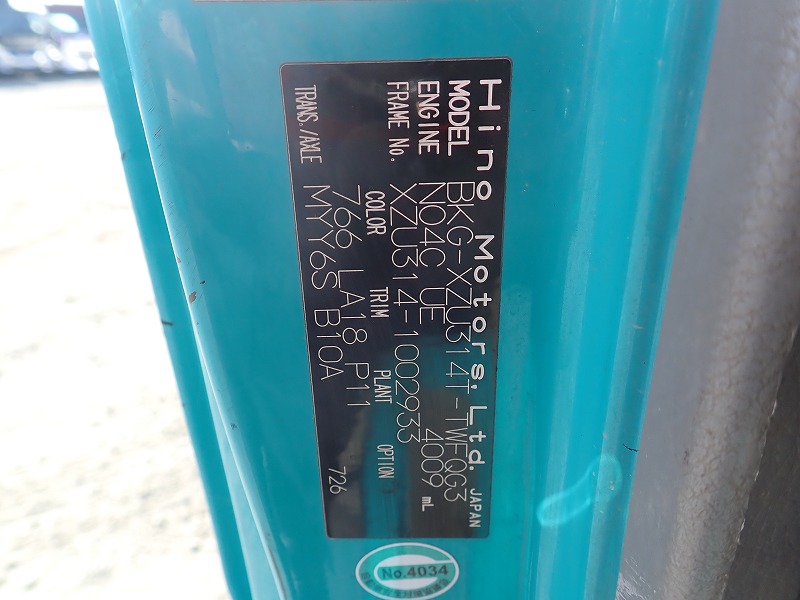 Hino Motors, Ltd. JAPAN
MODEL BKG-XZU314T-TWFQG3
ENGINE N04C UE 4009 mL
FRAME No. XZU314-1002933
COLOR TRIM PLANT OPTION
766 LA18 P11
TRANS./AXLE MYY6S B10A 726
No.4034